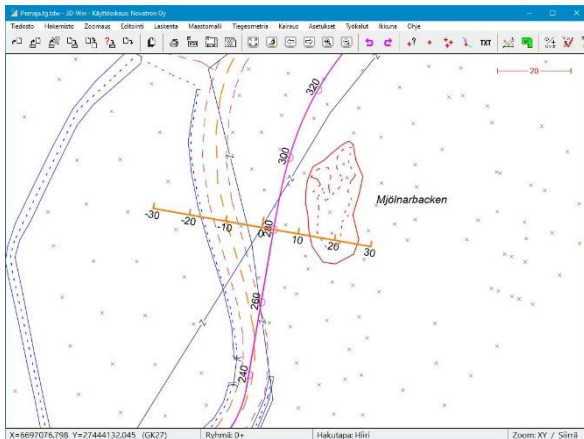 Pernaja.tg.tdw - 3D-Win - Käyttöoikeus: Novatron Oy
Tiedosto Hakemisto Zoomaus Editointi Laskenta Maastomalli Tiegeometria Kairaus Asetukset Työkalut Ikkuna Ohje
TXT
20
320
300
Mjölnarbacken
-30 -20 -10 0 10 20 30
280
260
240
X=6697076,798 Y=27444132,045 (GK27) Ryhmä: 0+ Hakutapa: Hiiri Zoom: XY / Siirrä